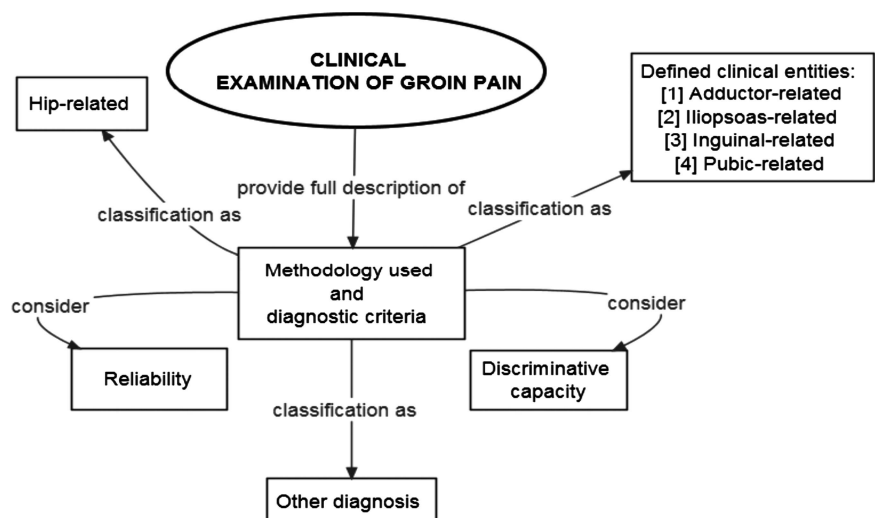 CLINICAL
EXAMINATION OF GROIN PAIN
Hip-related
Defined clinical entities:
[1] Adductor-related
[2] Iliopsoas-related
[3] Inguinal-related
[4] Pubic-related
provide full description of
classification as
classification as
Methodology used
and
diagnostic criteria
consider
consider
Reliability
Discriminative
capacity
classification as
Other diagnosis